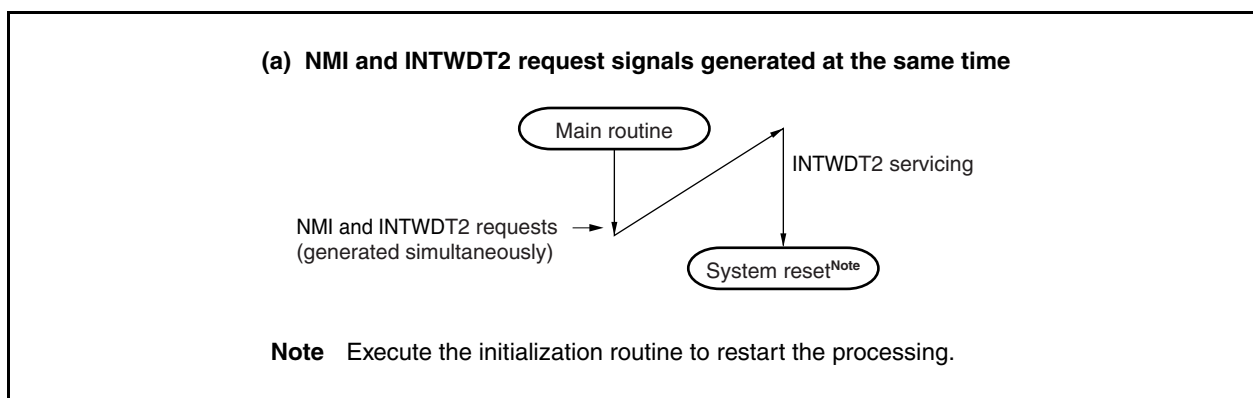 (a) NMI and INTWDT2 request signals generated at the same time
Main routine
INTWDT2 servicing
NMI and INTWDT2 requests
(generated simultaneously)
System resetNote
Note Execute the initialization routine to restart the processing.